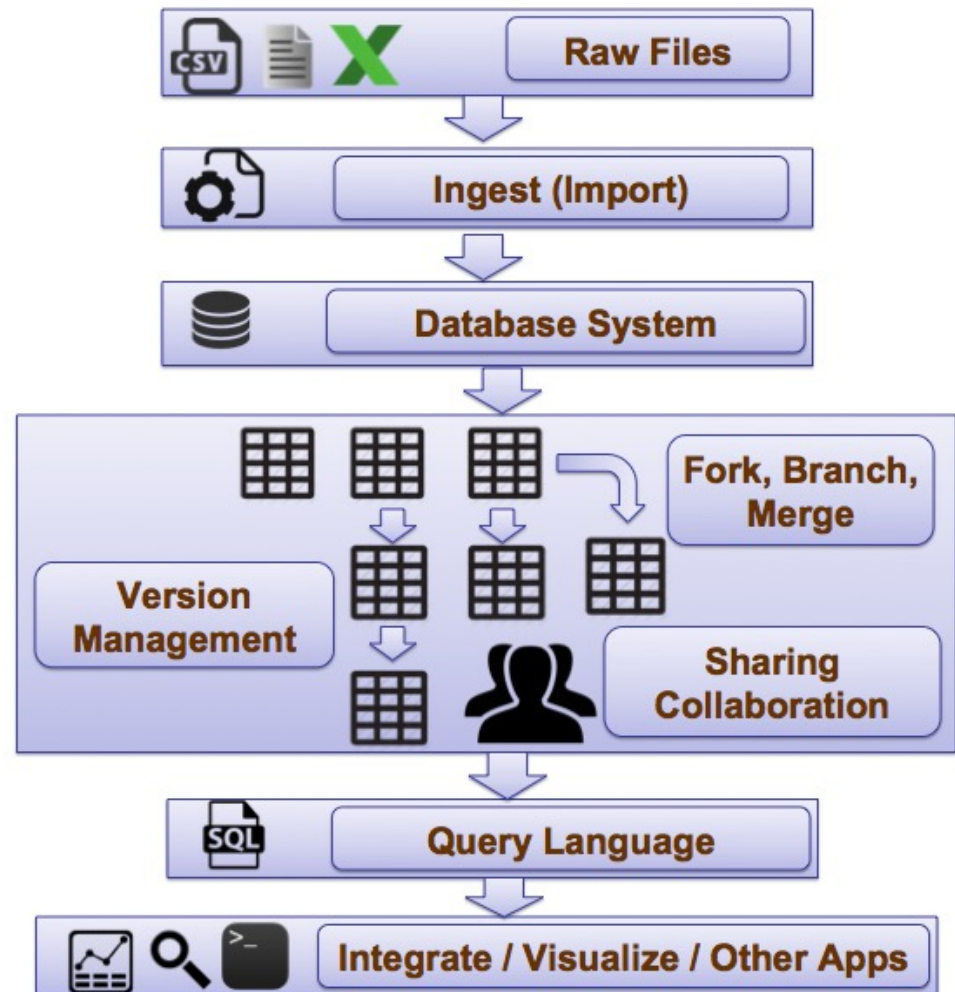 CSV
Raw Files
Ingest (Import)
Database System
Fork, Branch,
Merge
Version
Management
Sharing
Collaboration
SQL
Query Language
>_
Integrate / Visualize / Other Apps